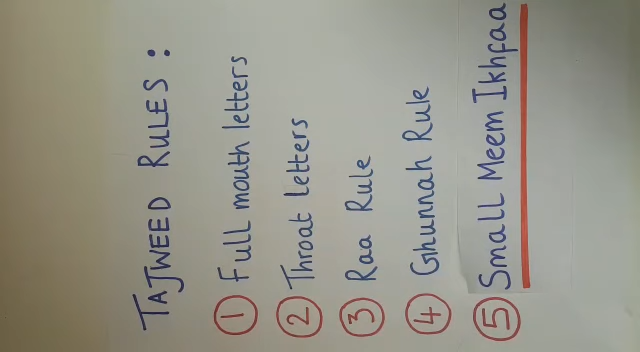 TAJWEED RULES:
1 Full mouth letters
2 Throat Letters
3 Raa Rule
4 Ghunnah Rule
5 Small Meem Ikhfaa